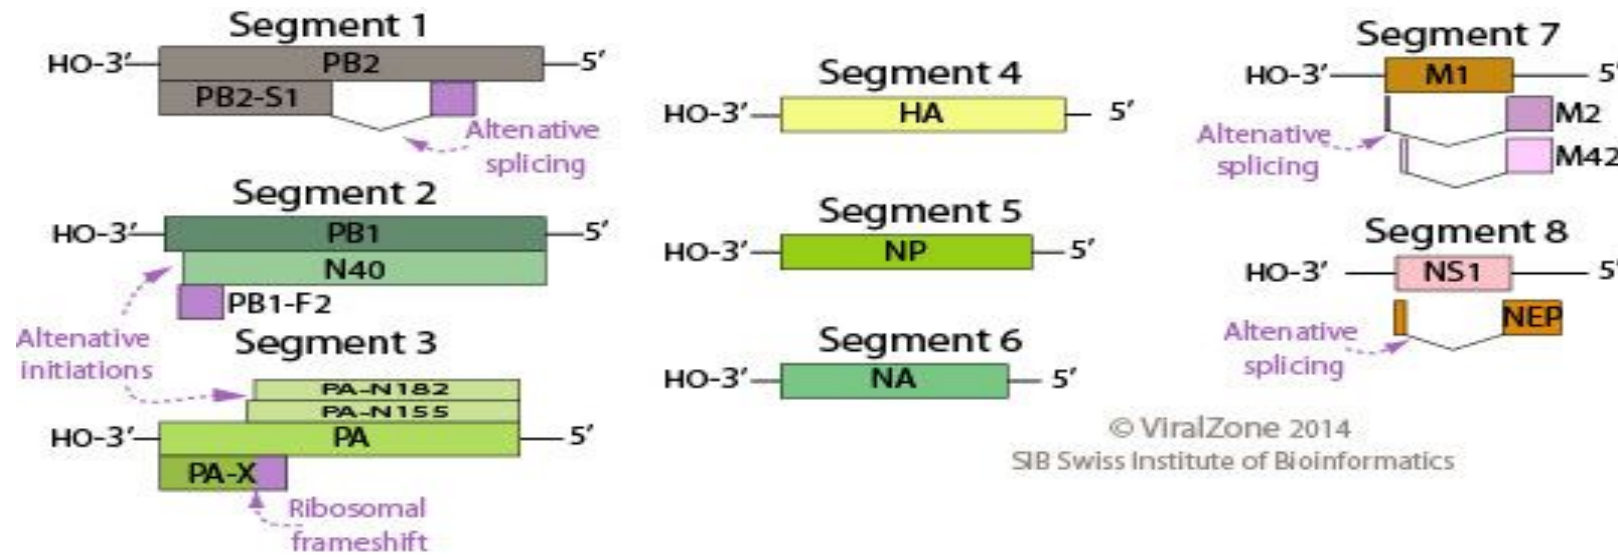 Segment 1
HO-3' PB2 5'
PB2-S1
Altenative
splicing
Segment 2
HO-3' PB1 5'
N40
PB1-F2
Altenative
initiations
Segment 3
PA-N182
PA-N155
HO-3' PA 5'
PA-X
Ribosomal
frameshift
Segment 4
HO-3' HA 5'
Segment 5
HO-3' NP 5'
Segment 6
HO-3' NA 5'
Segment 7
HO-3' M1 5'
M2
Altenative
splicing
M42
Segment 8
HO-3' NS1 5'
NEP
Altenative
splicing
© ViralZone 2014
SIB Swiss Institute of Bioinformatics